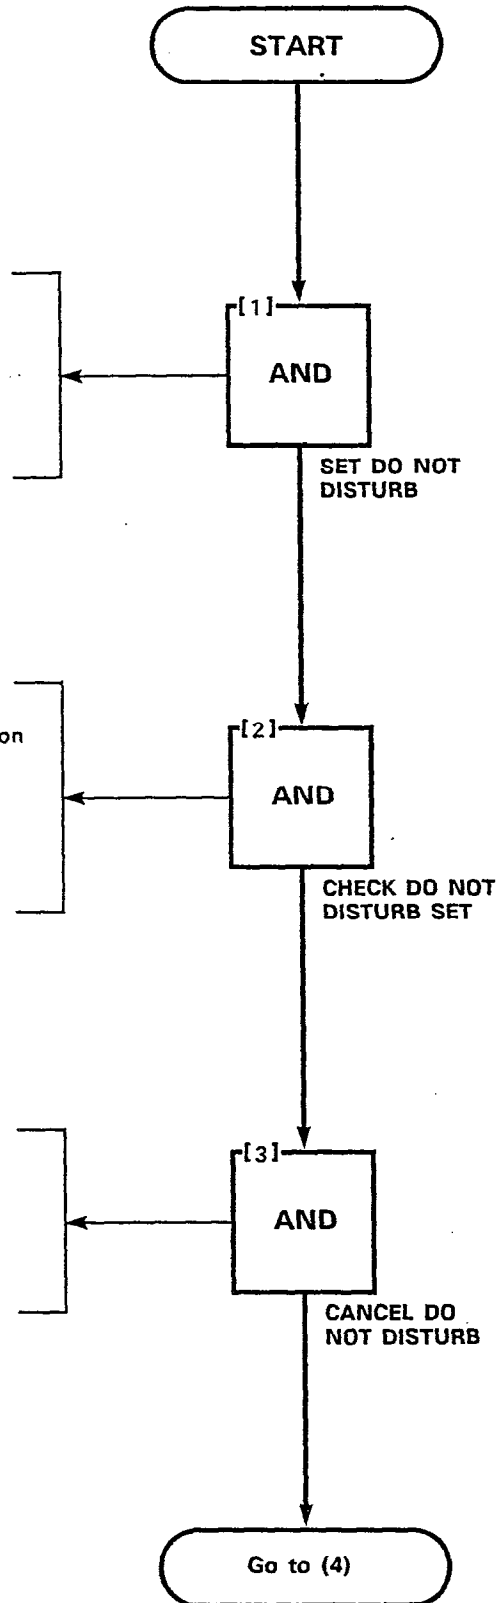 START
[1]
AND
SET DO NOT
DISTURB
on
[2]
AND
CHECK DO NOT
DISTURB SET
[3]
AND
CANCEL DO
NOT DISTURB
Go to (4)